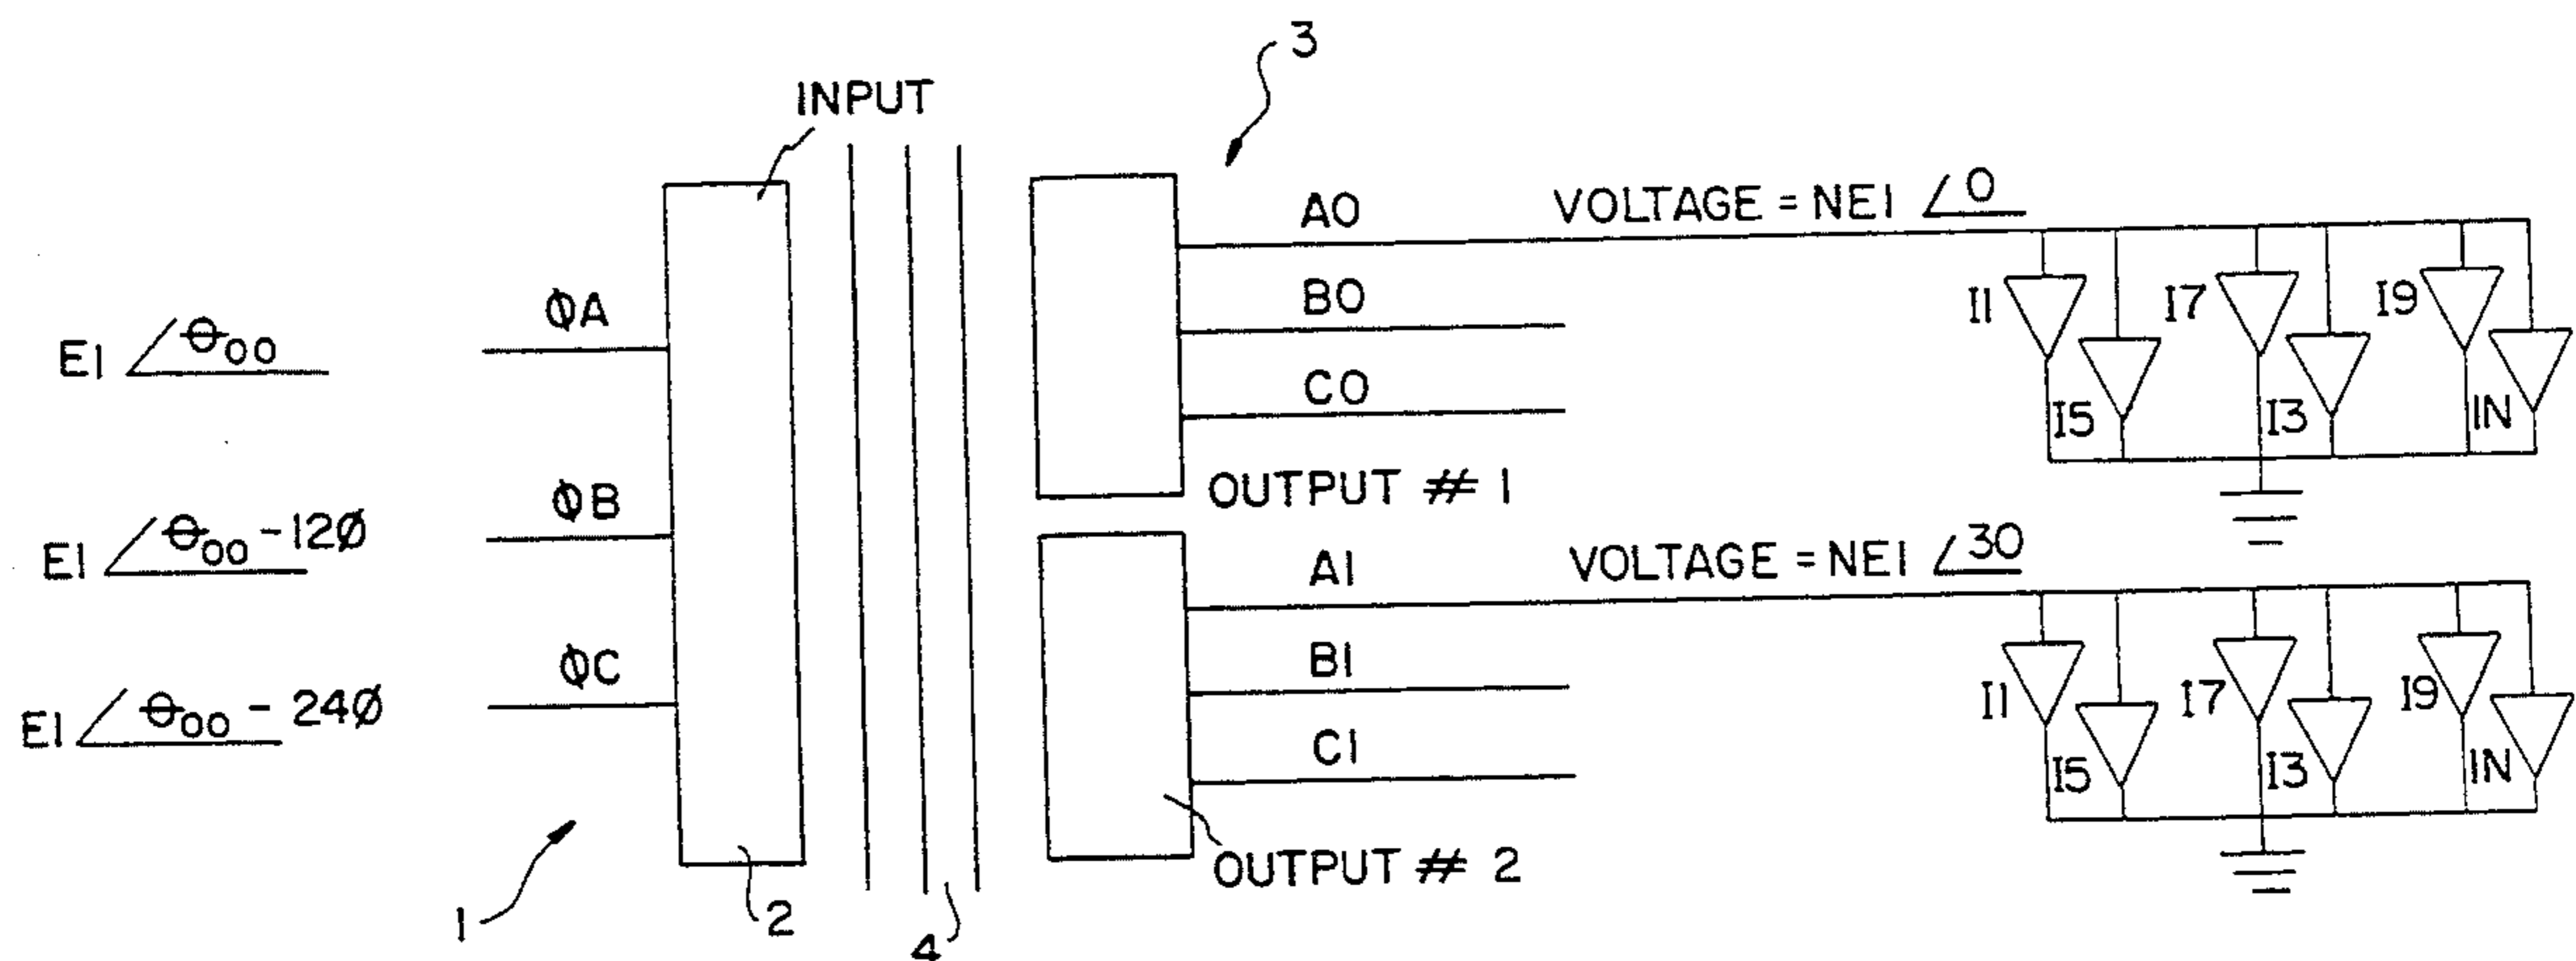 3
INPUT
A0
VOLTAGE = NE1 ∠0
E1 ∠θ00
ØA
B0
I1
I7
I9
C0
I5
I3
IN
E1 ∠θ00 - 12Ø
ØB
OUTPUT # 1
A1
VOLTAGE = NE1 ∠30
E1 ∠θ00 - 24Ø
ØC
B1
I1
I7
I9
C1
I5
I3
IN
OUTPUT # 2
1
2
4